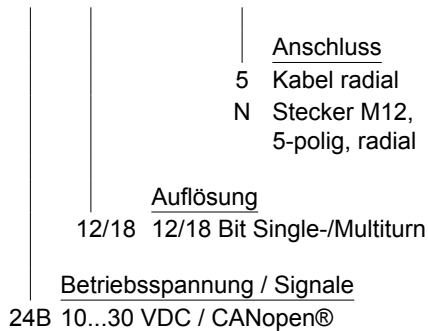 Anschluss
5 Kabel radial
N Stecker M12,
5-polig, radial
Auflösung
12/18 12/18 Bit Single-/Multiturn
Betriebsspannung / Signale
24B 10...30 VDC / CANopen®